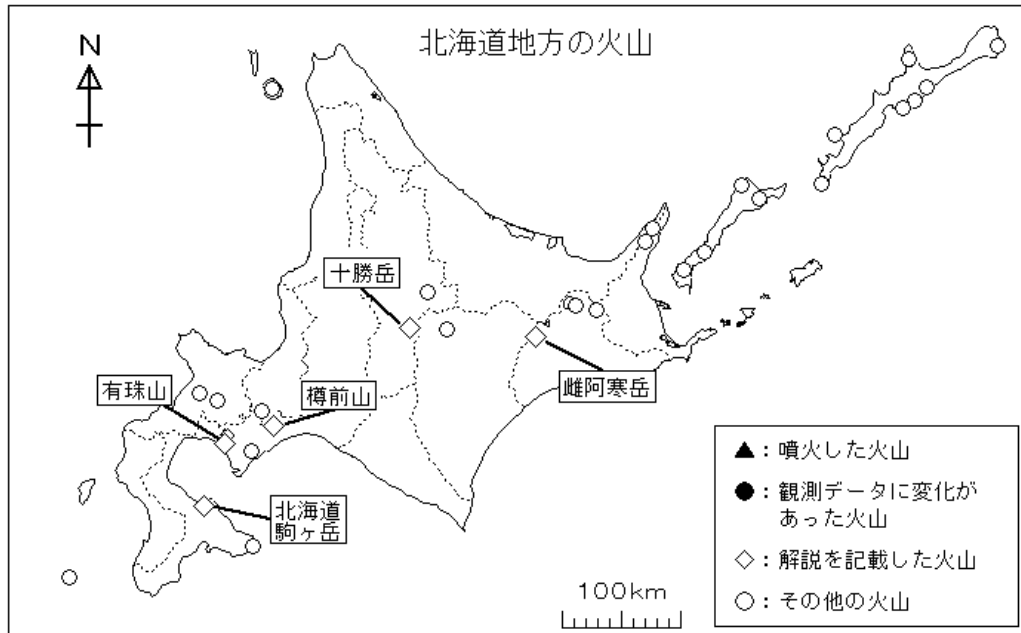 北海道地方の火山
N
十勝岳
有珠山
樽前山
雌阿寒岳
北海道
駒ヶ岳
▲：噴火した火山
●：観測データに変化が
あった火山
◇：解説を記載した火山
○：その他の火山
100km